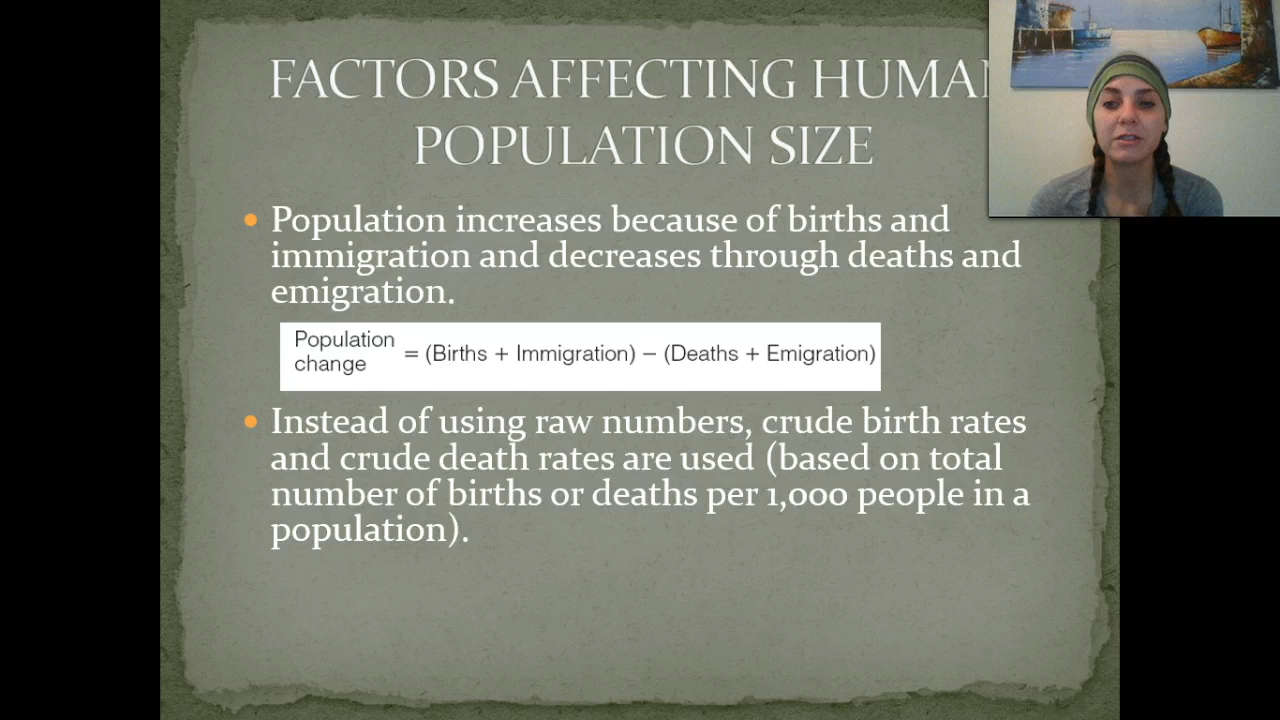 FACTORS AFFECTING HUMAN
POPULATION SIZE
Population increases because of births and
immigration and decreases through deaths and
emigration.
Population
change = (Births + Immigration) − (Deaths + Emigration)
Instead of using raw numbers, crude birth rates
and crude death rates are used (based on total
number of births or deaths per 1,000 people in a
population).